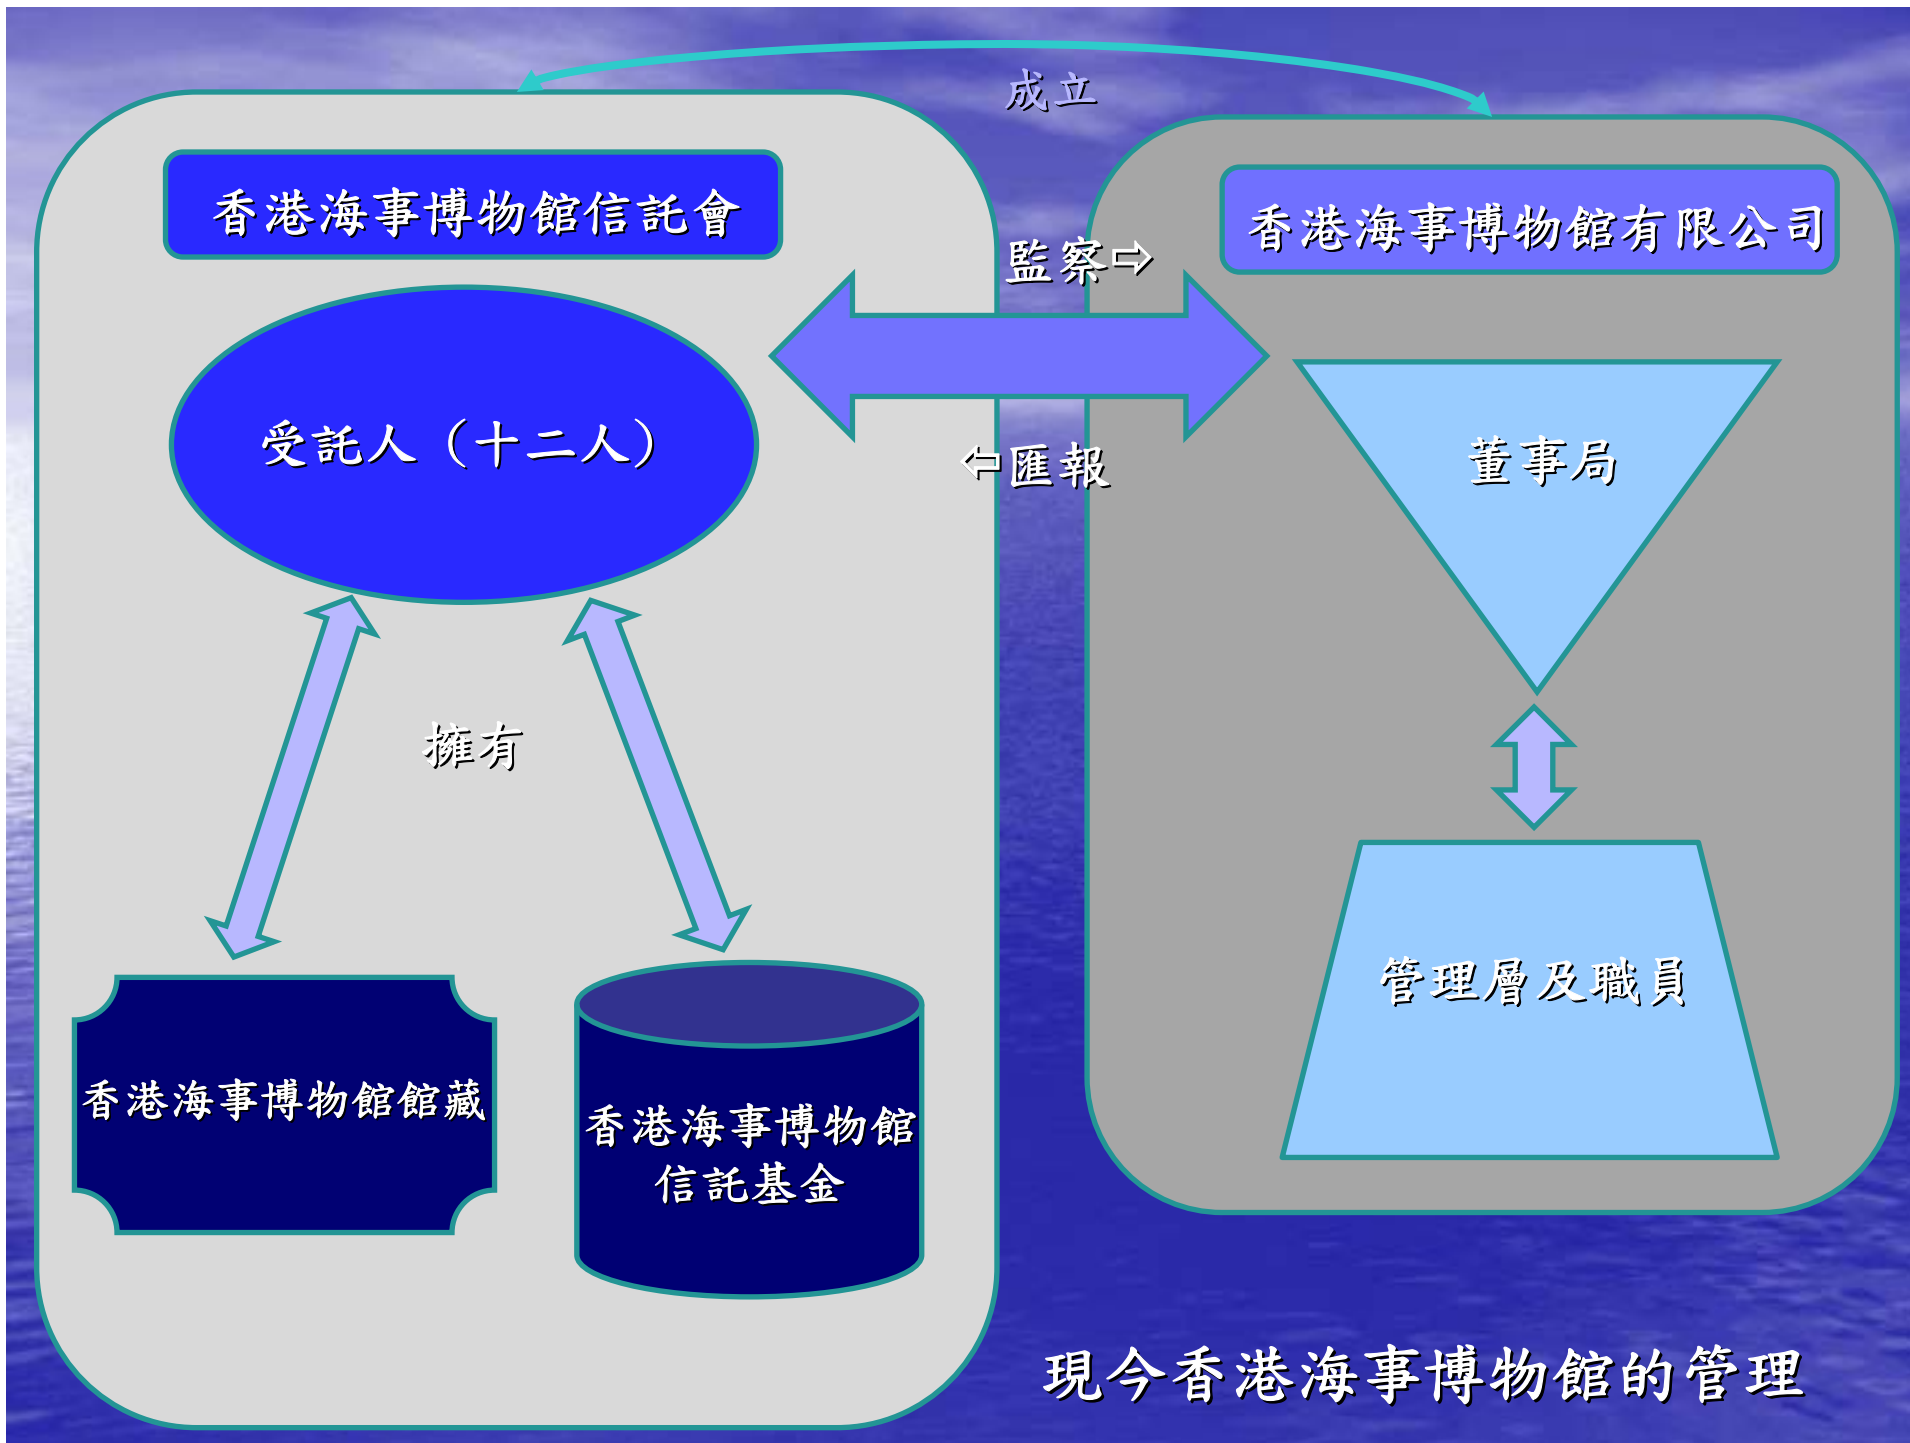 成立
香港海事博物館信託會
香港海事博物館有限公司
監察⇨
受託人（十二人）
⇦匯報
董事局
擁有
管理層及職員
香港海事博物館館藏
香港海事博物館
信託基金
現今香港海事博物館的管理